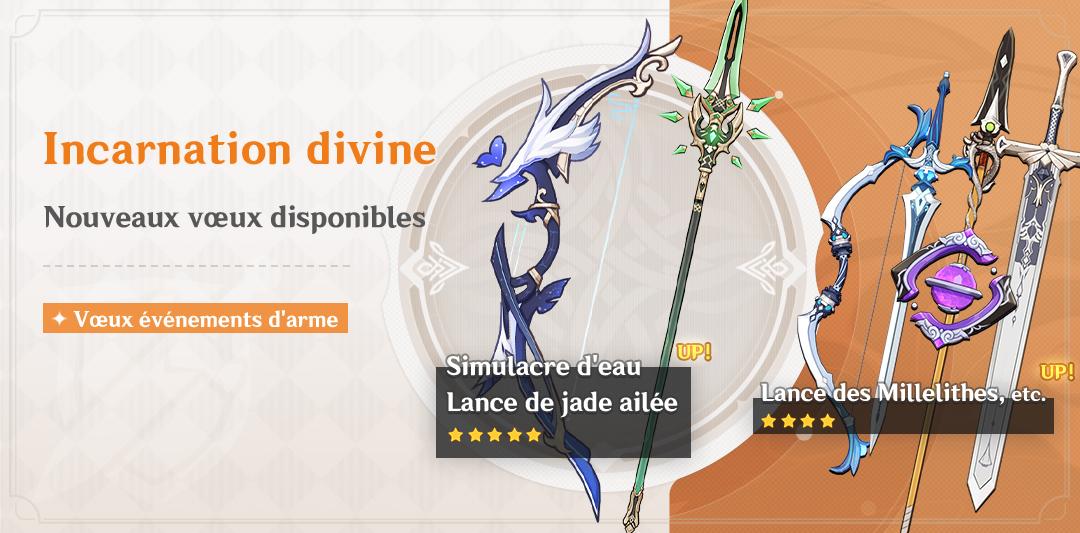 Incarnation divine
Nouveaux vœux disponibles
✦ Vœux événements d'arme
UP!
Simulacre d'eau
Lance de jade ailée
★★★★★
UP!
Lance des Millelithes, etc.
★★★★